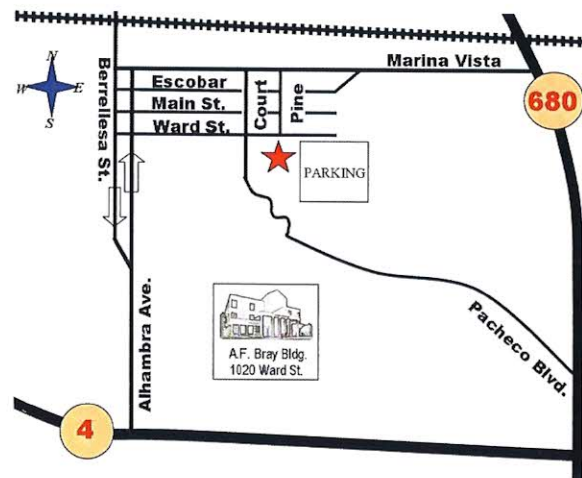 N
W E
S
Marina Vista
Berrellesa St.
Escobar
Main St.
Ward St.
Court
Pine
680
PARKING
Alhambra Ave.
A.F. Bray Bldg.
1020 Ward St.
Pacheco Blvd.
4